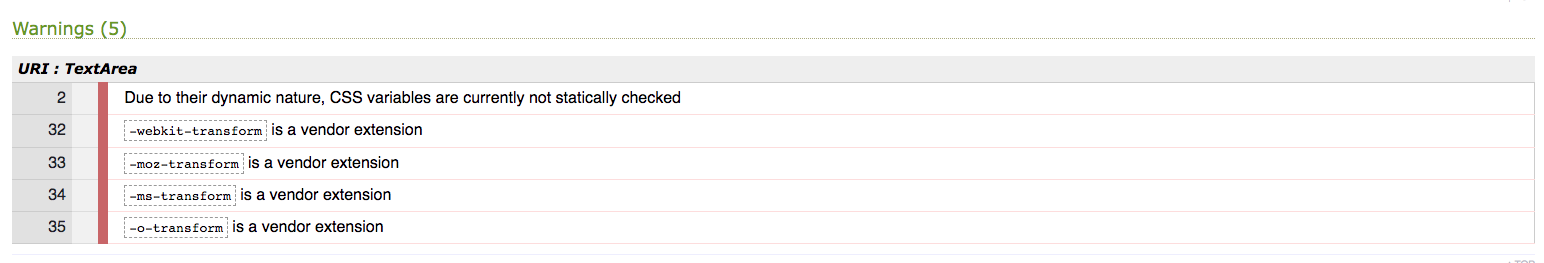 Warnings (5)
URI : TextArea
2 Due to their dynamic nature, CSS variables are currently not statically checked
32 -webkit-transform is a vendor extension
33 -moz-transform is a vendor extension
34 -ms-transform is a vendor extension
35 -o-transform is a vendor extension